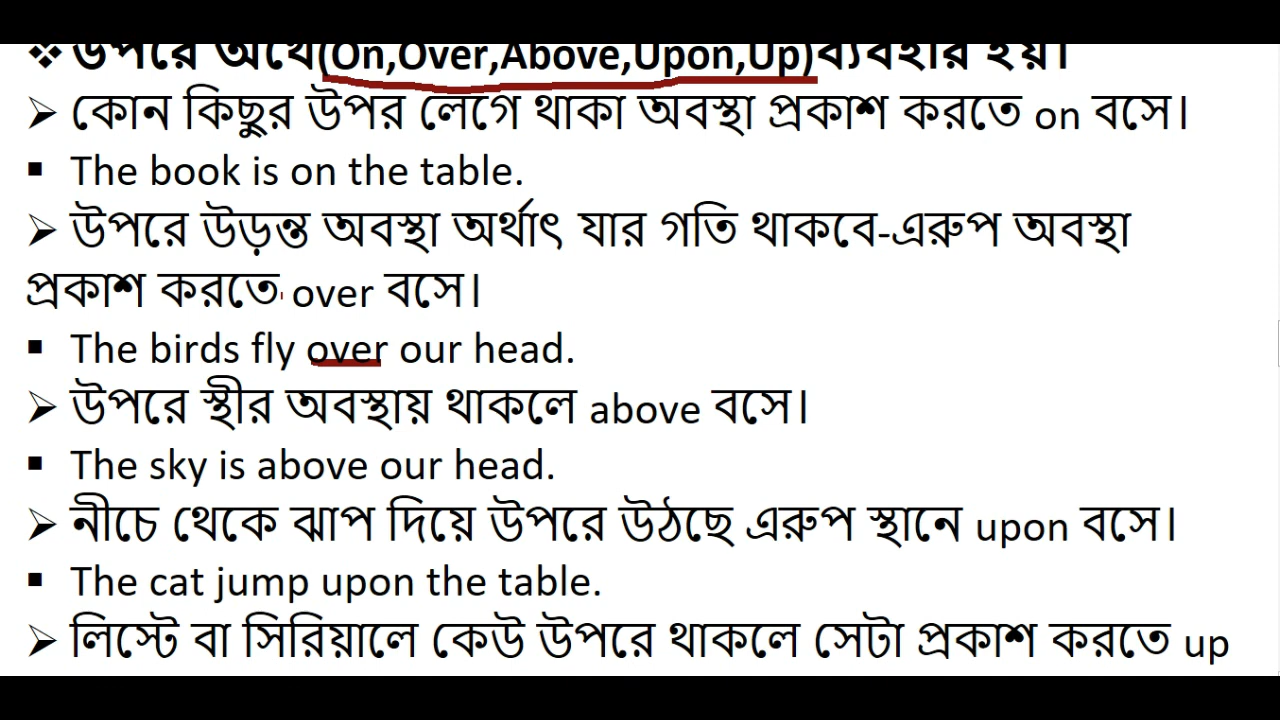 ❖উপরে অর্থে(On,Over,Above,Upon,Up)ব্যবহার হয়।
➢ কোন কিছুর উপর লেগে থাকা অবস্থা প্রকাশ করতে on বসে।
▪ The book is on the table.
➢ উপরে উড়ন্ত অবস্থা অর্থাৎ যার গতি থাকবে-এরুপ অবস্থা
প্রকাশ করতে over বসে।
▪ The birds fly over our head.
➢ উপরে স্থীর অবস্থায় থাকলে above বসে।
▪ The sky is above our head.
➢ নীচে থেকে ঝাপ দিয়ে উপরে উঠছে এরুপ স্থানে upon বসে।
▪ The cat jump upon the table.
➢ লিস্টে বা সিরিয়ালে কেউ উপরে থাকলে সেটা প্রকাশ করতে up